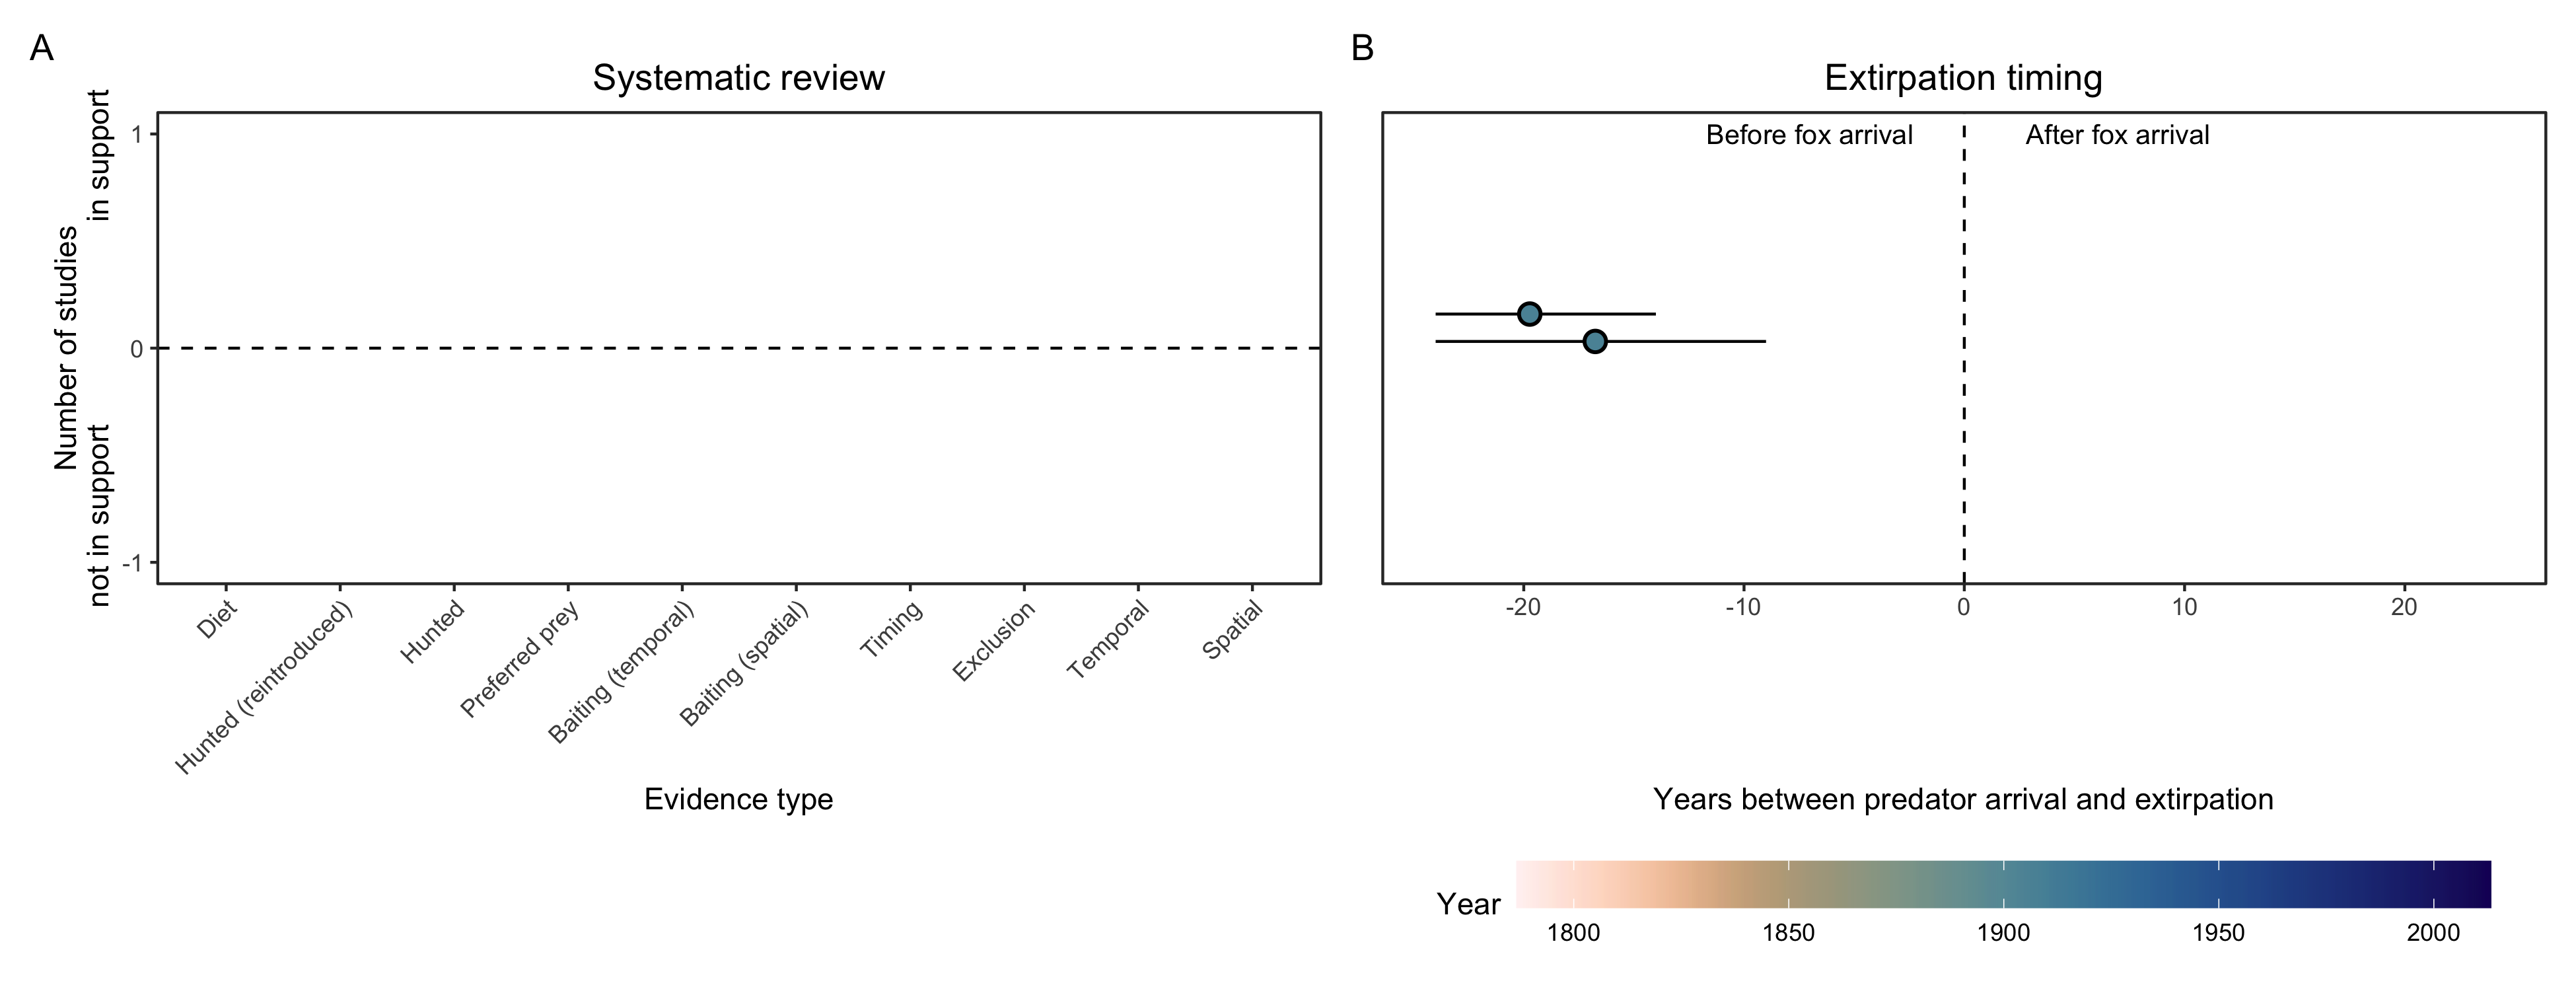 A
Systematic review
Number of studies
not in support
in support
1
0
-1
Diet
Hunted (reintroduced)
Hunted
Preferred prey
Baiting (temporal)
Baiting (spatial)
Timing
Exclusion
Temporal
Spatial
Evidence type
B
Extirpation timing
Before fox arrival
After fox arrival
-20
-10
0
10
20
Years between predator arrival and extirpation
Year
1800
1850
1900
1950
2000